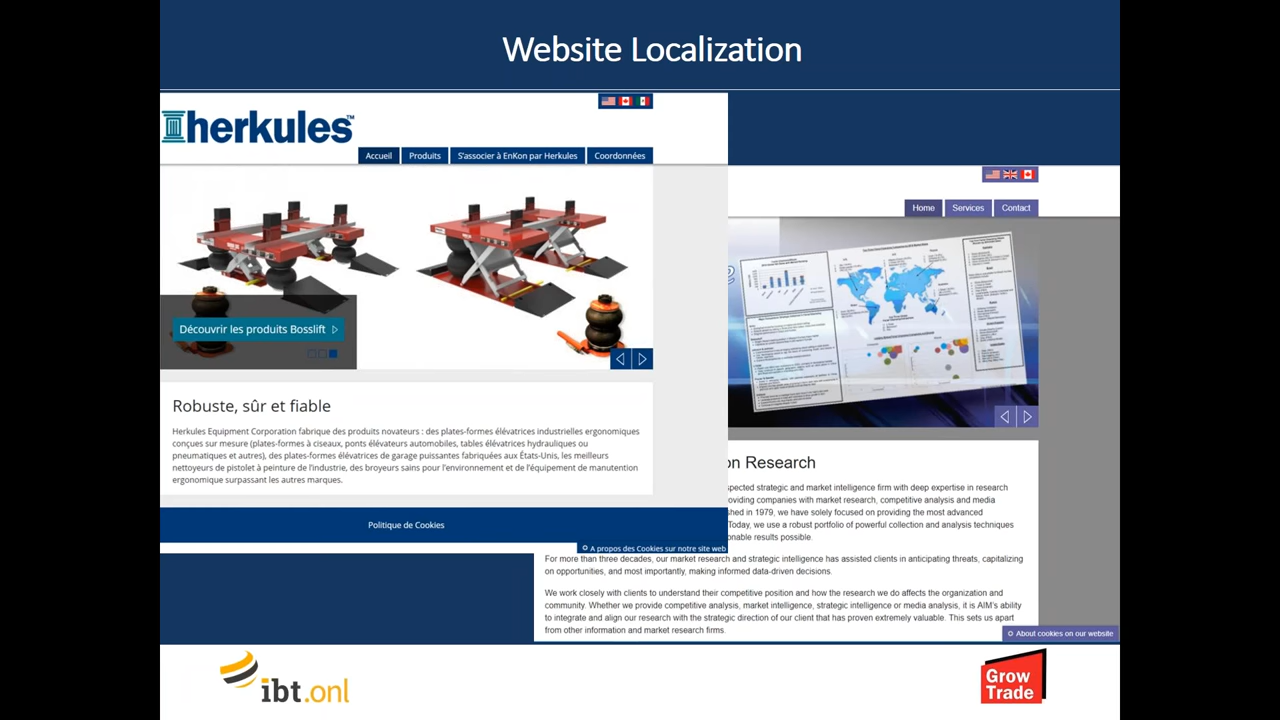 Website Localization
herkules™
Accueil
Produits
S'associer à EnKon par Herkules
Coordonnées
Découvrir les produits Bosslift
Robuste, sûr et fiable
Herkules Equipment Corporation fabrique des produits novateurs : des plates-formes élévatrices industrielles ergonomiques
conçues sur mesure (plates-formes à ciseaux, ponts élévateurs automobiles, tables élévatrices hydrauliques ou
pneumatiques et autres), des plates-formes élévatrices de garage puissantes fabriquées aux États-Unis, les meilleurs
nettoyeurs de pistolet à peinture de l'industrie, des broyeurs sains pour l'environnement et de l'équipement de manutention
ergonomique surpassant les autres marques.
Politique de Cookies
A propos des Cookies sur notre site web
Home
Services
Contact
on Research
spected strategic and market intelligence firm with deep expertise in research
oviding companies with market research, competitive analysis and media
shed in 1979, we have solely focused on providing the most advanced
Today, we use a robust portfolio of powerful collection and analysis techniques
onable results possible.
For more than three decades, our market research and strategic intelligence has assisted clients in anticipating threats, capitalizing
on opportunities, and most importantly, making informed data-driven decisions.
We work closely with clients to understand their competitive position and how the research we do affects the organization and
community. Whether we provide competitive analysis, market intelligence, strategic intelligence or media analysis, it is AIM's ability
to integrate and align our research with the strategic direction of our client that has proven extremely valuable. This sets us apart
from other information and market research firms.
About cookies on our website
ibt.onl
Grow
Trade